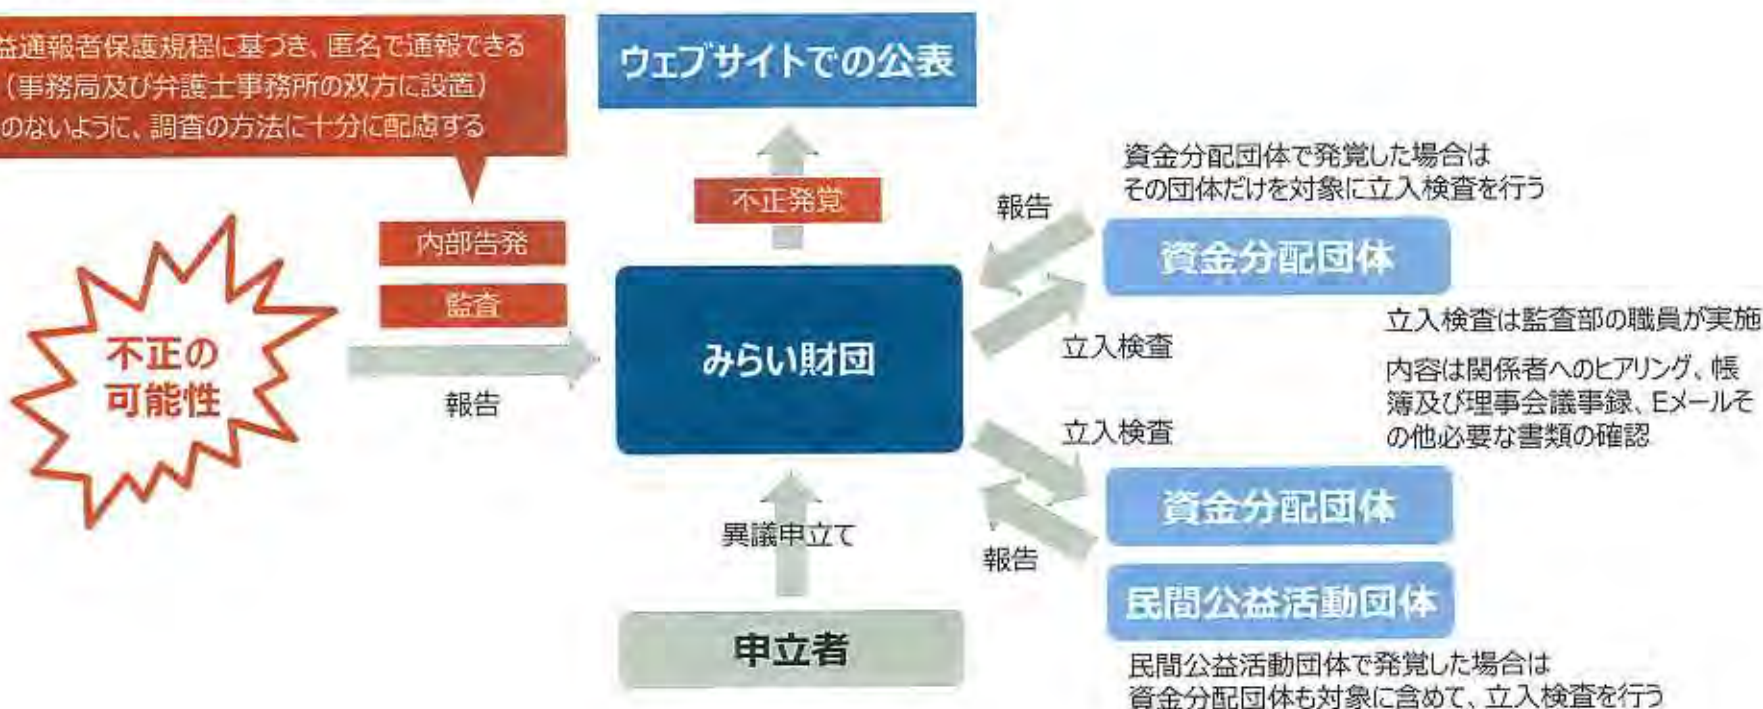 益通報者保護規程に基づき、匿名で通報できる
（事務局及び弁護士事務所の双方に設置）
のないように、調査の方法に十分に配慮する
ウェブサイトでの公表
不正発覚
内部告発
監査
報告
不正の
可能性
みらい財団
異議申立て
申立者
資金分配団体で発覚した場合は
その団体だけを対象に立入検査を行う
報告
資金分配団体
立入検査
立入検査は監査部の職員が実施
内容は関係者へのヒアリング、帳
簿及び理事会議事録、Eメールそ
の他必要な書類の確認
立入検査
資金分配団体
報告
民間公益活動団体
民間公益活動団体で発覚した場合は
資金分配団体も対象に含めて、立入検査を行う